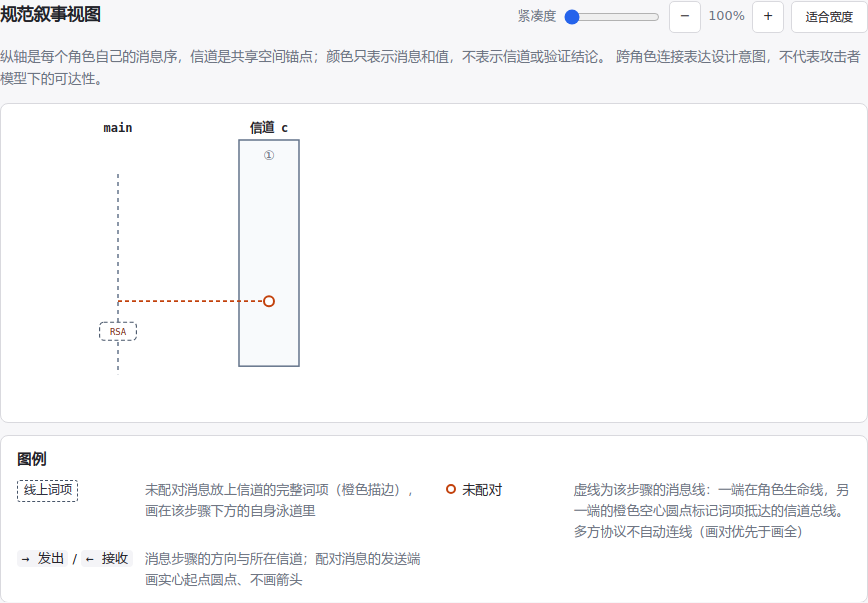 规范叙事视图
紧凑度 − 100% + 适合宽度
纵轴是每个角色自己的消息序，信道是共享空间锚点；颜色只表示消息和值，不表示信道或验证结论。 跨角色连接表达设计意图，不代表攻击者
模型下的可达性。
main 信道 c
①
RSA
图例
线上词项 未配对消息放上信道的完整词项（橙色描边），
画在该步骤下方的自身泳道里
未配对 虚线为该步骤的消息线：一端在角色生命线，另
一端的橙色空心圆点标记词项抵达的信道总线。
多方协议不自动连线（画对优先于画全）
→ 发出 / ← 接收 消息步骤的方向与所在信道；配对消息的发送端
画实心起点圆点、不画箭头